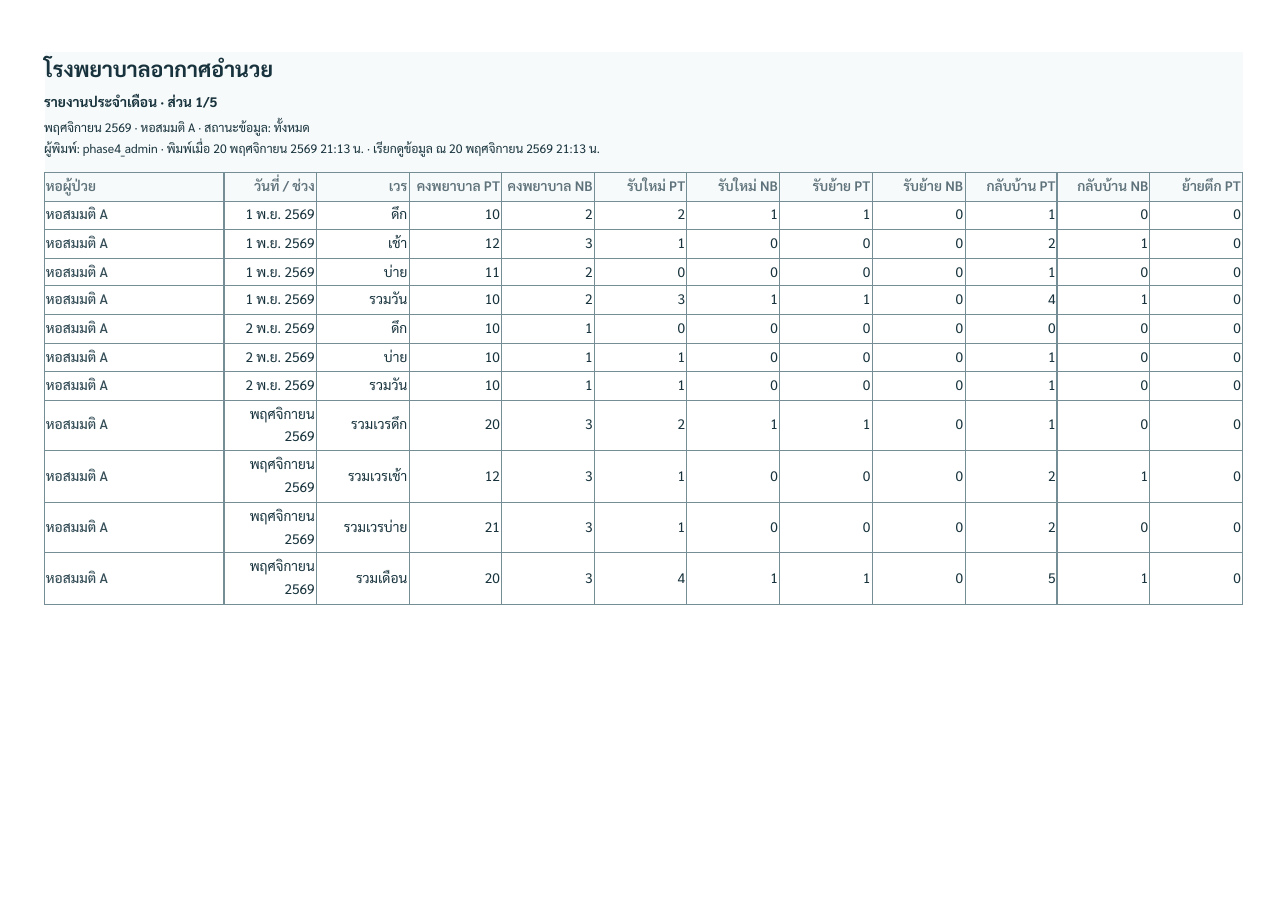 โรงพยาบาลอากาศอำนวย
รายงานประจำเดือน · ส่วน 1/5
พฤศจิกายน 2569 · หอสมมติ A · สถานะข้อมูล: ทั้งหมด
ผู้พิมพ์: phase4_admin · พิมพ์เมื่อ 20 พฤศจิกายน 2569 21:13 น. · เรียกดูข้อมูล ณ 20 พฤศจิกายน 2569 21:13 น.
หอผู้ป่วย วันที่ / ช่วง เวร คงพยาบาล PT คงพยาบาล NB รับใหม่ PT รับใหม่ NB รับย้าย PT รับย้าย NB กลับบ้าน PT กลับบ้าน NB ย้ายตึก PT
หอสมมติ A 1 พ.ย. 2569 ดึก 10 2 2 1 1 0 1 0 0
หอสมมติ A 1 พ.ย. 2569 เช้า 12 3 1 0 0 0 2 1 0
หอสมมติ A 1 พ.ย. 2569 บ่าย 11 2 0 0 0 0 1 0 0
หอสมมติ A 1 พ.ย. 2569 รวมวัน 10 2 3 1 1 0 4 1 0
หอสมมติ A 2 พ.ย. 2569 ดึก 10 1 0 0 0 0 0 0 0
หอสมมติ A 2 พ.ย. 2569 บ่าย 10 1 1 0 0 0 1 0 0
หอสมมติ A 2 พ.ย. 2569 รวมวัน 10 1 1 0 0 0 1 0 0
หอสมมติ A พฤศจิกายน 2569 รวมเวรดึก 20 3 2 1 1 0 1 0 0
หอสมมติ A พฤศจิกายน 2569 รวมเวรเช้า 12 3 1 0 0 0 2 1 0
หอสมมติ A พฤศจิกายน 2569 รวมเวรบ่าย 21 3 1 0 0 0 2 0 0
หอสมมติ A พฤศจิกายน 2569 รวมเดือน 20 3 4 1 1 0 5 1 0